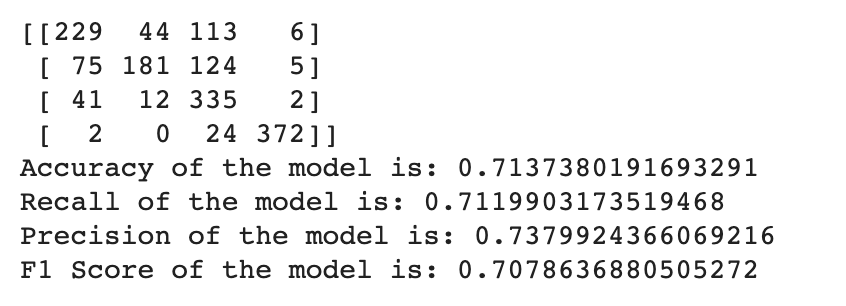 [[229 44 113 6]
[ 75 181 124 5]
[ 41 12 335 2]
[ 2 0 24 372]]
Accuracy of the model is: 0.7137380191693291
Recall of the model is: 0.7119903173519468
Precision of the model is: 0.7379924366069216
F1 Score of the model is: 0.7078636880505272